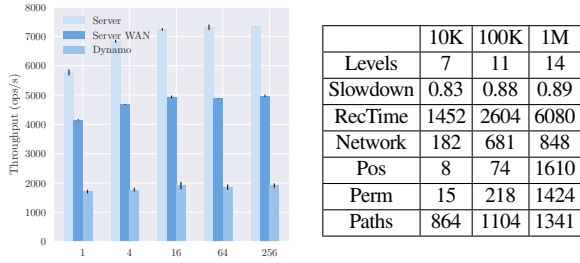 8000
7000
6000
5000
4000
3000
2000
1000
0
Throughput (ops/s)
Server
Server WAN
Dynamo
1 4 16 64 256
10K 100K 1M
Levels 7 11 14
Slowdown 0.83 0.88 0.89
RecTime 1452 2604 6080
Network 182 681 848
Pos 8 74 1610
Perm 15 218 1424
Paths 864 1104 1341